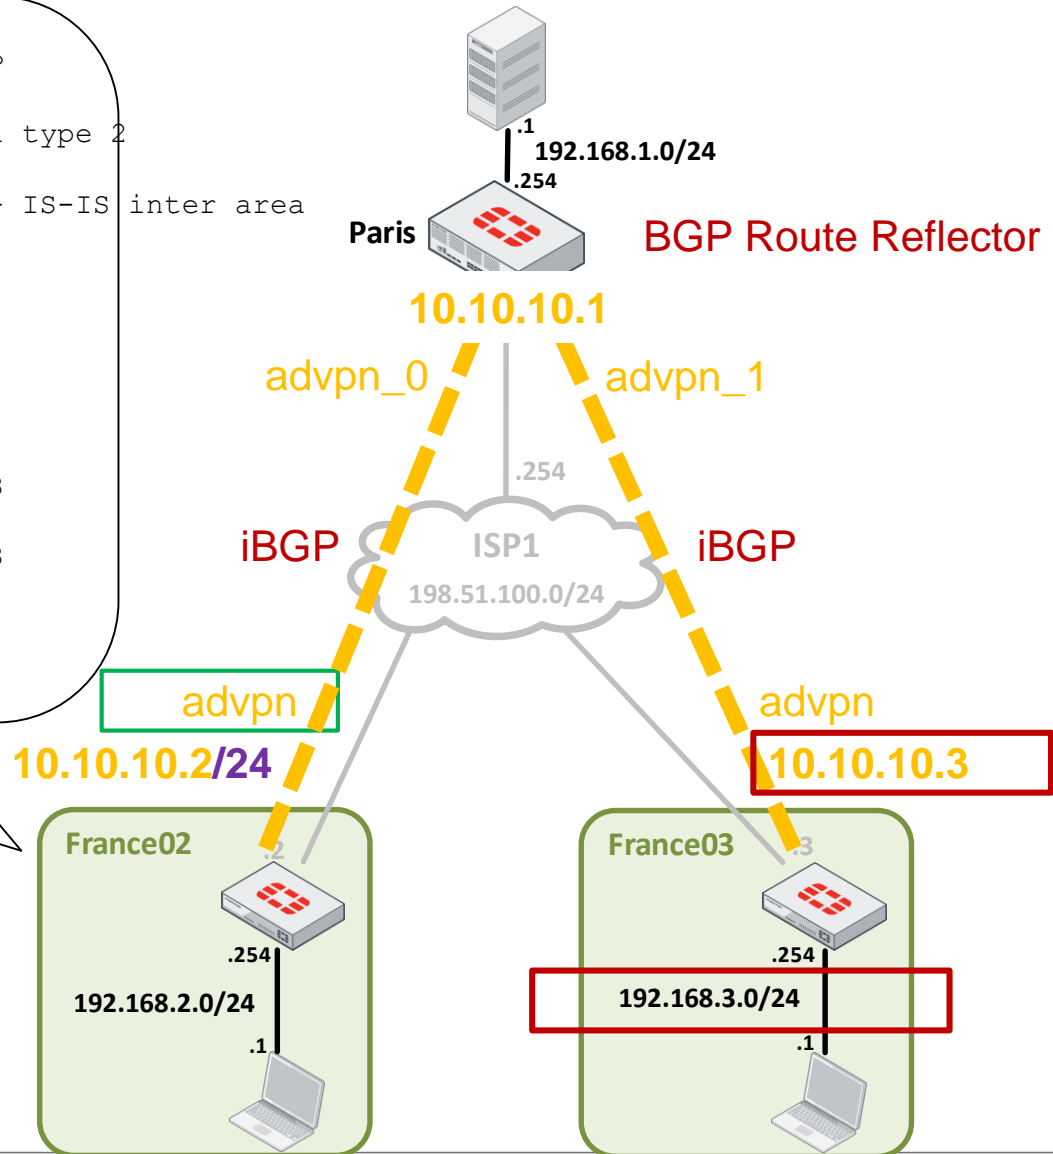 type 2
IS-IS inter area
.1
192.168.1.0/24
.254
Paris
BGP Route Reflector
10.10.10.1
advpn_0
advpn_1
.254
iBGP
ISP1
iBGP
198.51.100.0/24
advpn
advpn
10.10.10.2/24
10.10.10.3
France02
.2
France03
.3
.254
.254
192.168.2.0/24
192.168.3.0/24
.1
.1